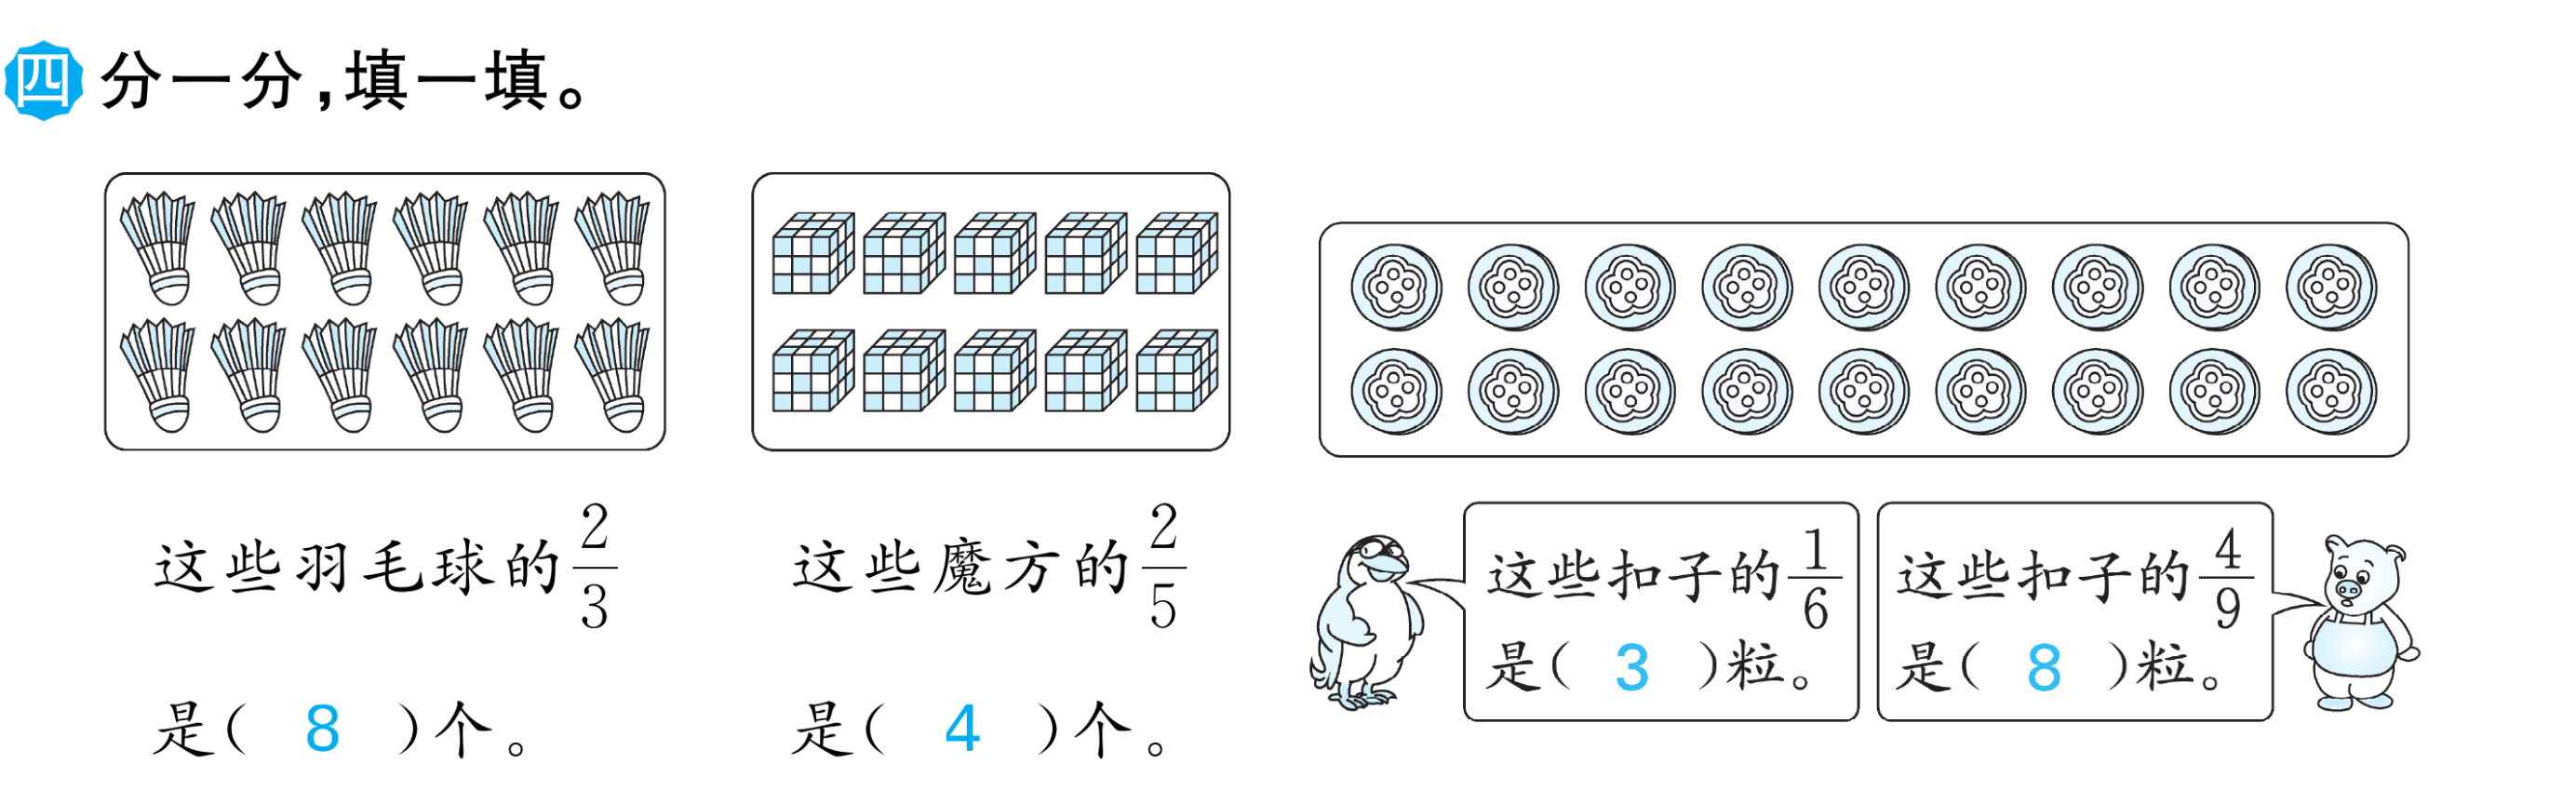 四 分一分,填一填。
这些羽毛球的2/3
是( 8 )个。
这些魔方的2/5
是( 4 )个。
这些扣子的1/6
是( 3 )粒。
这些扣子的4/9
是( 8 )粒。